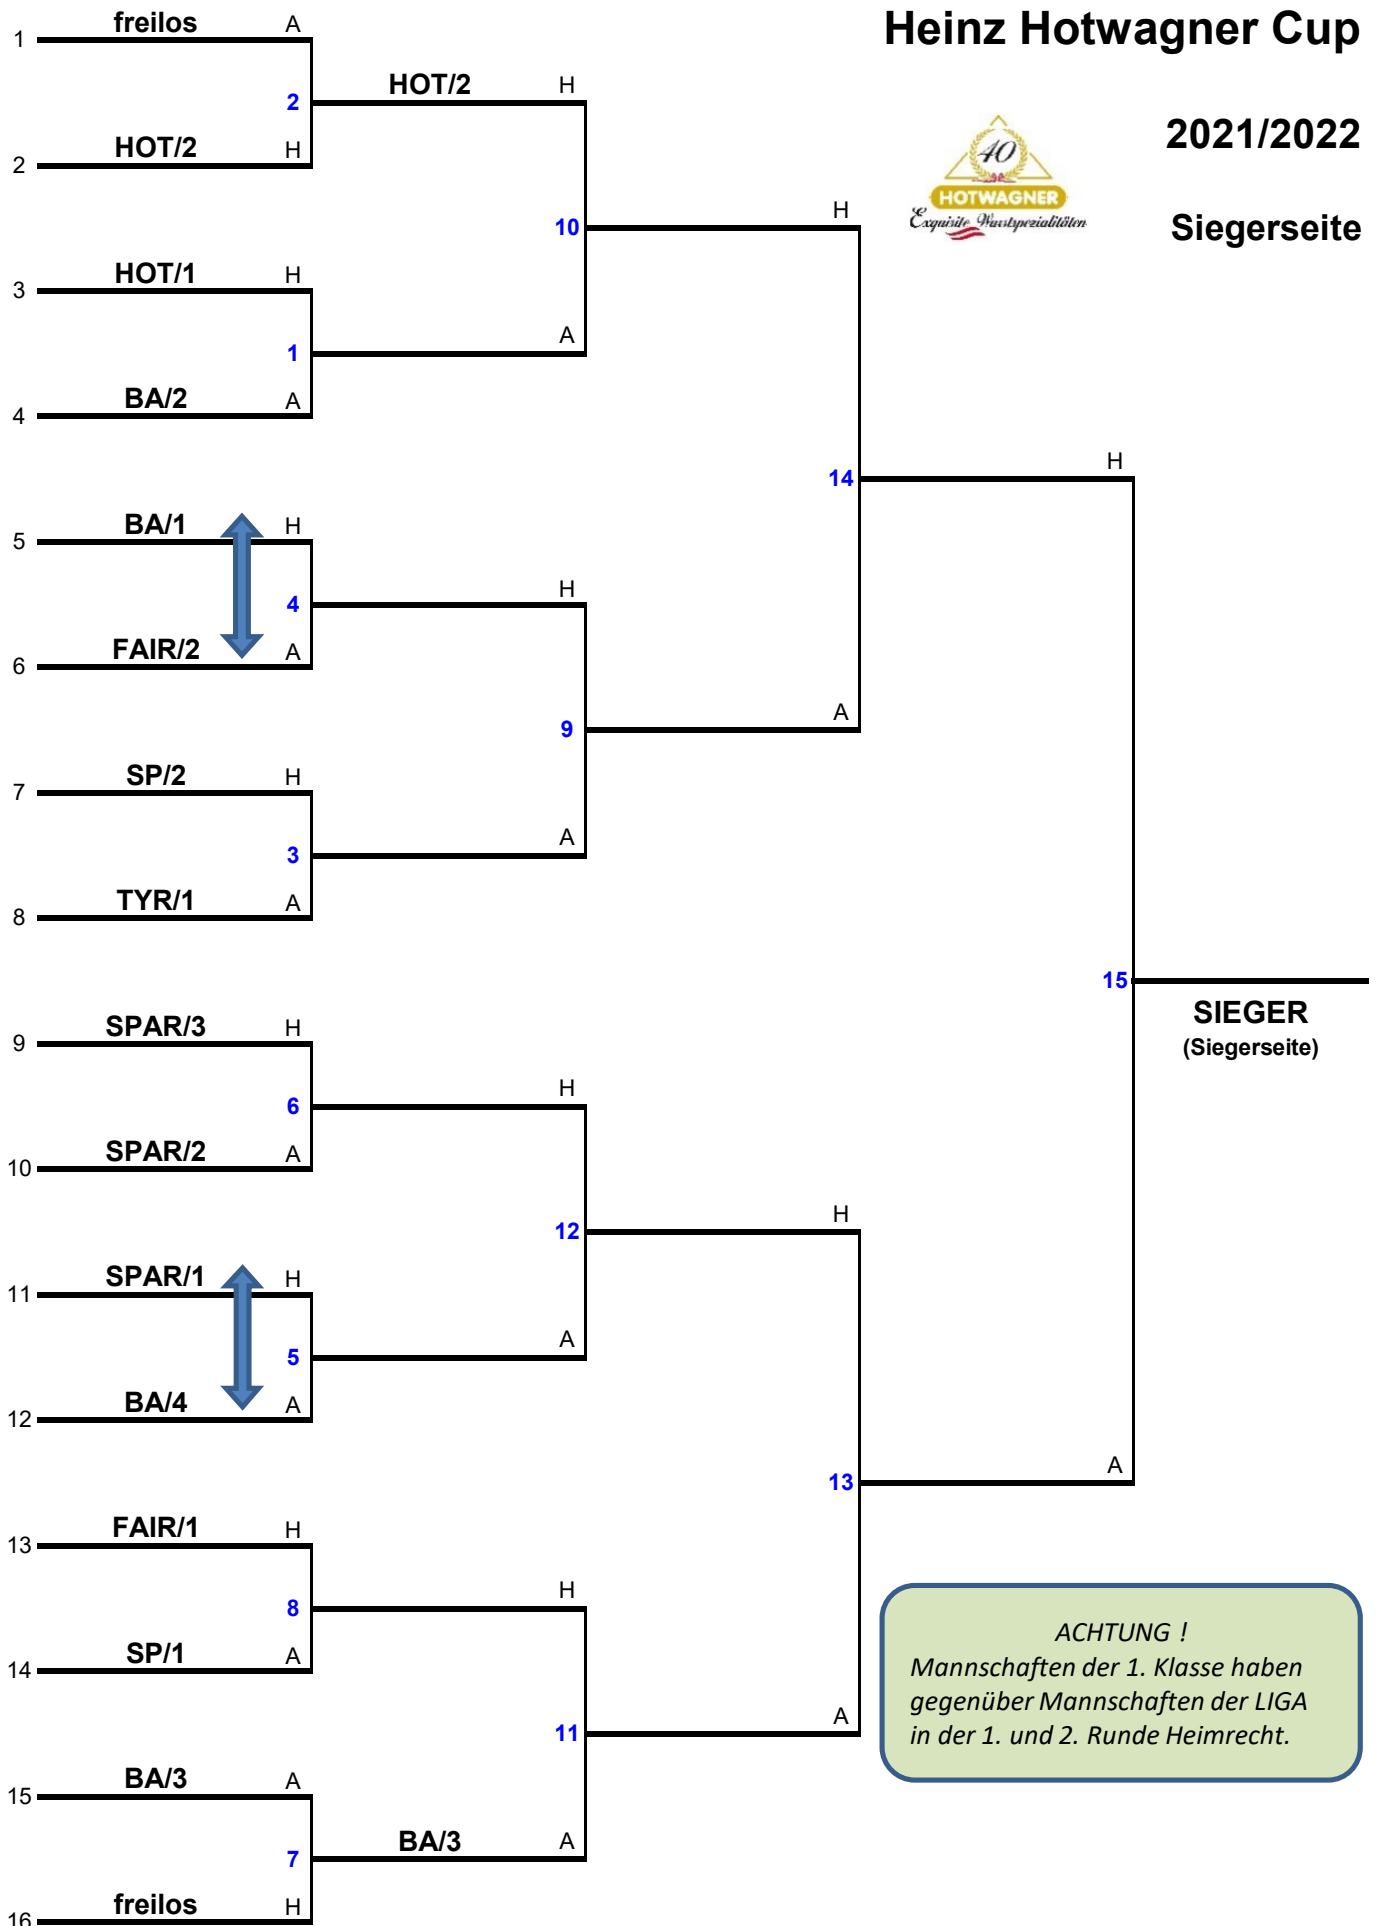 Heinz Hotwagner Cup
2021/2022
Siegerseite
40
HOTWAGNER
Exquisite Wurstspezialitäten
1 freilos A
2 HOT/2 H
2 HOT/2 H
10 H
3 HOT/1 H
1 A
4 BA/2 A
14 H
5 BA/1 H
4 H
6 FAIR/2 A
9 A
7 SP/2 H
3 A
8 TYR/1 A
15
SIEGER
(Siegerseite)
9 SPAR/3 H
6 H
10 SPAR/2 A
12 H
11 SPAR/1 H
5 A
12 BA/4 A
13 A
13 FAIR/1 H
8 H
14 SP/1 A
11 A
15 BA/3 A
7 BA/3 A
16 freilos H
ACHTUNG !
Mannschaften der 1. Klasse haben
gegenüber Mannschaften der LIGA
in der 1. und 2. Runde Heimrecht.